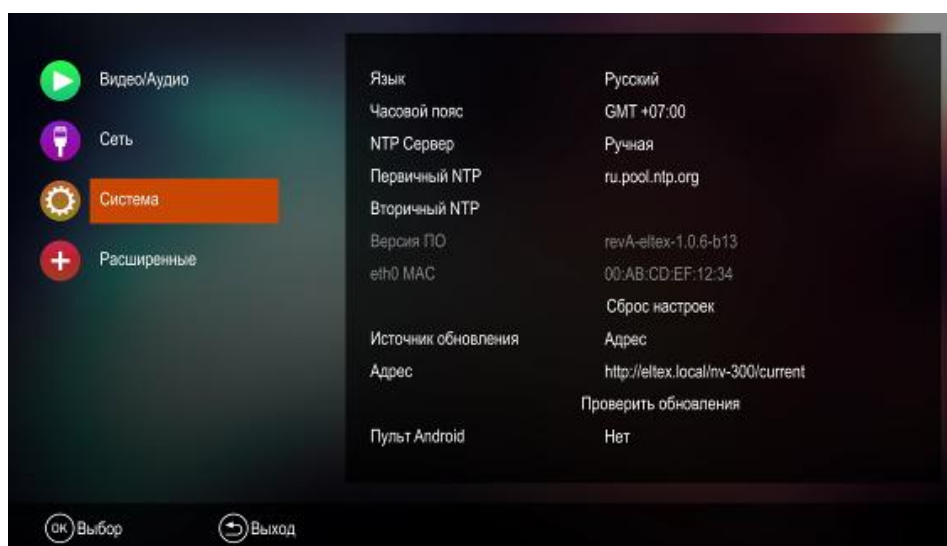 Видео/Аудио
Сеть
Система
Расширенные
Язык Русский
Часовой пояс GMT +07:00
NTP Сервер Ручная
Первичный NTP ru.pool.ntp.org
Вторичный NTP
Версия ПО revA-eltex-1.0.6-b13
eth0 MAC 00:AB:CD:EF:12:34
Сброс настроек
Источник обновления Адрес
Адрес http://eltex.local/nv-300/current
Проверить обновления
Пульт Android Нет
OK Выбор Выход